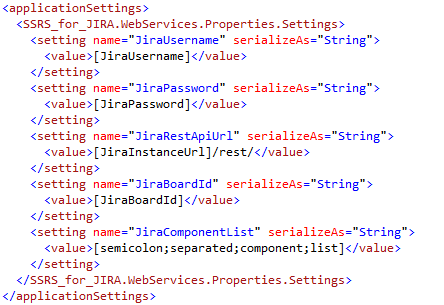 <applicationSettings>
  <SSRS_for_JIRA.WebServices.Properties.Settings>
    <setting name="JiraUsername" serializeAs="String">
      <value>[JiraUsername]</value>
    </setting>
    <setting name="JiraPassword" serializeAs="String">
      <value>[JiraPassword]</value>
    </setting>
    <setting name="JiraRestApiUrl" serializeAs="String">
      <value>[JiraInstanceUrl]/rest/</value>
    </setting>
    <setting name="JiraBoardId" serializeAs="String">
      <value>[JiraBoardId]</value>
    </setting>
    <setting name="JiraComponentList" serializeAs="String">
      <value>[semicolon;separated;component;list]</value>
    </setting>
  </SSRS_for_JIRA.WebServices.Properties.Settings>
</applicationSettings>